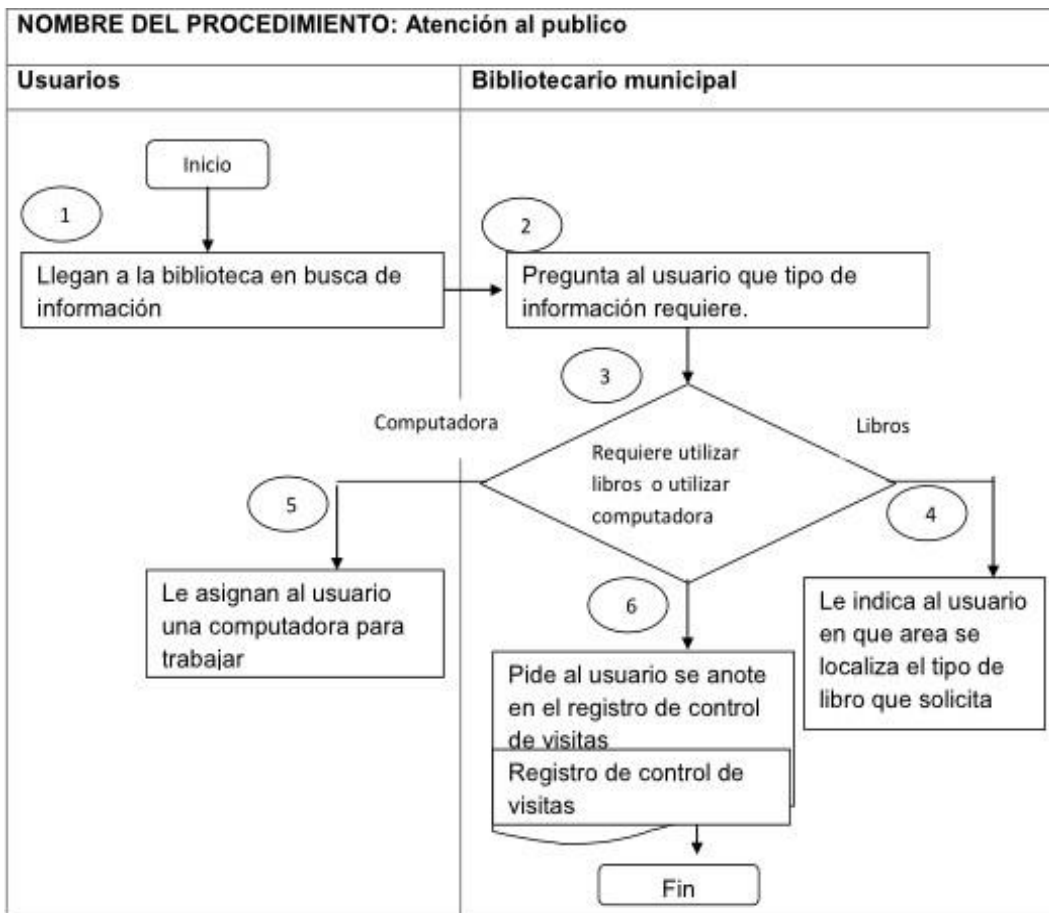 NOMBRE DEL PROCEDIMIENTO: Atención al publico
Usuarios
Bibliotecario municipal
Inicio
1
Llegan a la biblioteca en busca de
información
2
Pregunta al usuario que tipo de
información requiere.
3
Computadora
Libros
Requiere utilizar
libros o utilizar
computadora
5
4
Le asignan al usuario
una computadora para
trabajar
6
Le indica al usuario
en que area se
localiza el tipo de
libro que solicita
Pide al usuario se anote
en el registro de control
de visitas
Registro de control de
visitas
Fin